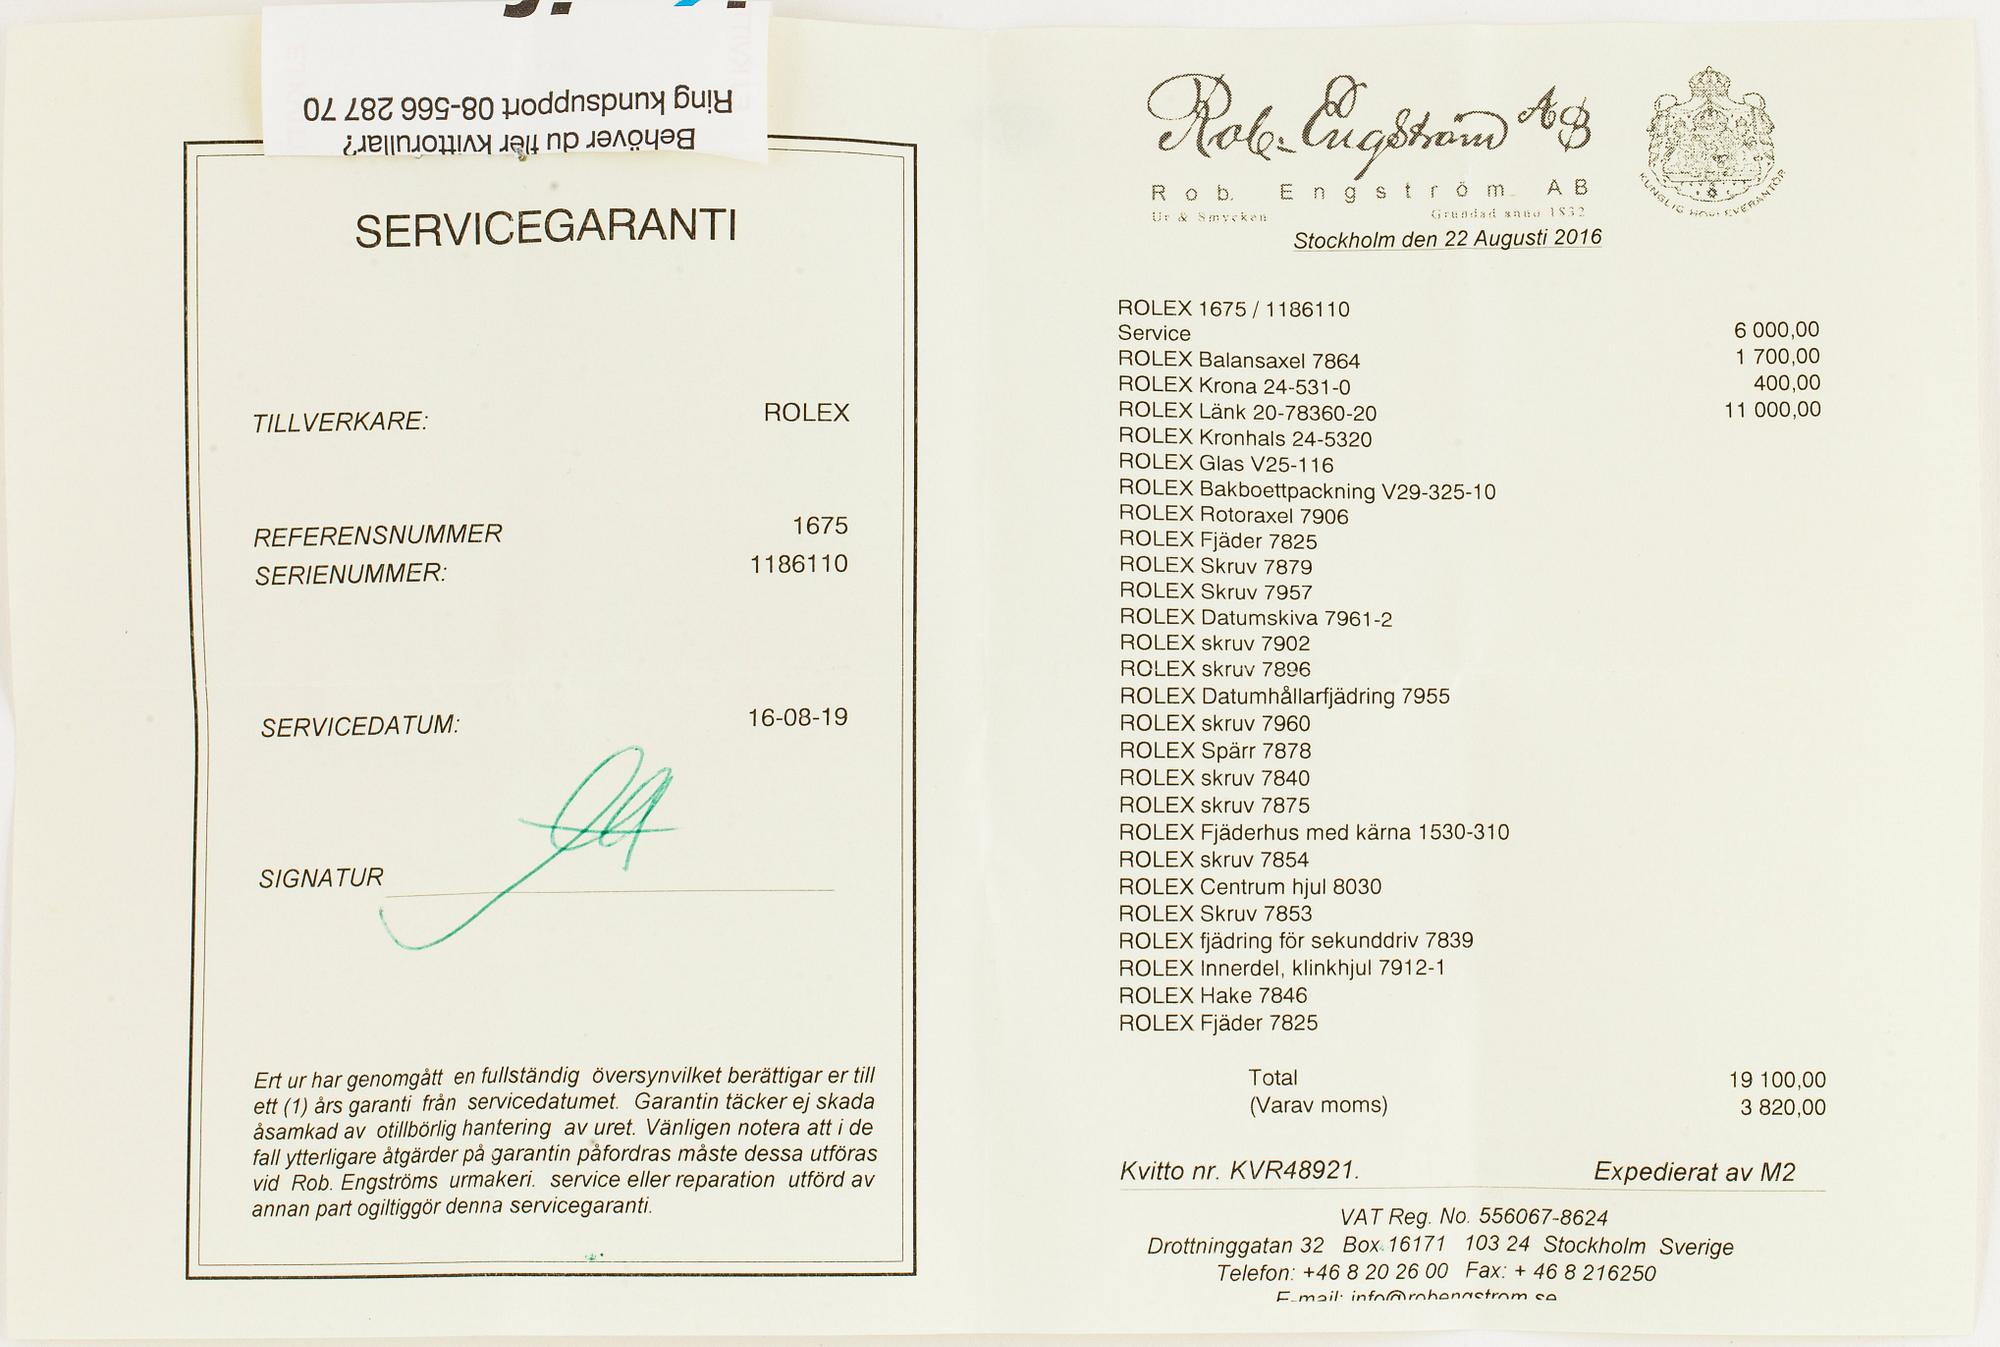 Behöver du fler kvittorullar?
Ring kundsupport 08-566 287 70
SERVICEGARANTI
TILLVERKARE: ROLEX
REFERENSNUMMER 1675
SERIENUMMER: 1186110
SERVICEDATUM: 16-08-19
SIGNATUR
Ert ur har genomgått en fullständig översynvilket berättigar er till
ett (1) års garanti från servicedatumet. Garantin täcker ej skada
åsamkad av otillbörlig hantering av uret. Vänligen notera att i de
fall ytterligare åtgärder på garantin påfordras måste dessa utföras
vid Rob. Engströms urmakeri. service eller reparation utförd av
annan part ogiltiggör denna servicegaranti.
Rob. Engström AB
Rob. Engström AB
Ur & Smycken Grundad anno 1832
KUNGLIG HOVLEVERANTÖR
Stockholm den 22 Augusti 2016
ROLEX 1675 / 1186110
Service 6 000,00
ROLEX Balansaxel 7864 1 700,00
ROLEX Krona 24-531-0 400,00
ROLEX Länk 20-78360-20 11 000,00
ROLEX Kronhals 24-5320
ROLEX Glas V25-116
ROLEX Bakboettpackning V29-325-10
ROLEX Rotoraxel 7906
ROLEX Fjäder 7825
ROLEX Skruv 7879
ROLEX Skruv 7957
ROLEX Datumskiva 7961-2
ROLEX skruv 7902
ROLEX skruv 7896
ROLEX Datumhållarfjädring 7955
ROLEX skruv 7960
ROLEX Spärr 7878
ROLEX skruv 7840
ROLEX skruv 7875
ROLEX Fjäderhus med kärna 1530-310
ROLEX skruv 7854
ROLEX Centrum hjul 8030
ROLEX Skruv 7853
ROLEX fjädring för sekunddriv 7839
ROLEX Innerdel, klinkhjul 7912-1
ROLEX Hake 7846
ROLEX Fjäder 7825
Total 19 100,00
(Varav moms) 3 820,00
Kvitto nr. KVR48921. Expedierat av M2
VAT Reg. No. 556067-8624
Drottninggatan 32 Box 16171 103 24 Stockholm Sverige
Telefon: +46 8 20 26 00 Fax: + 46 8 216250
E-mail: info@robengstrom.se